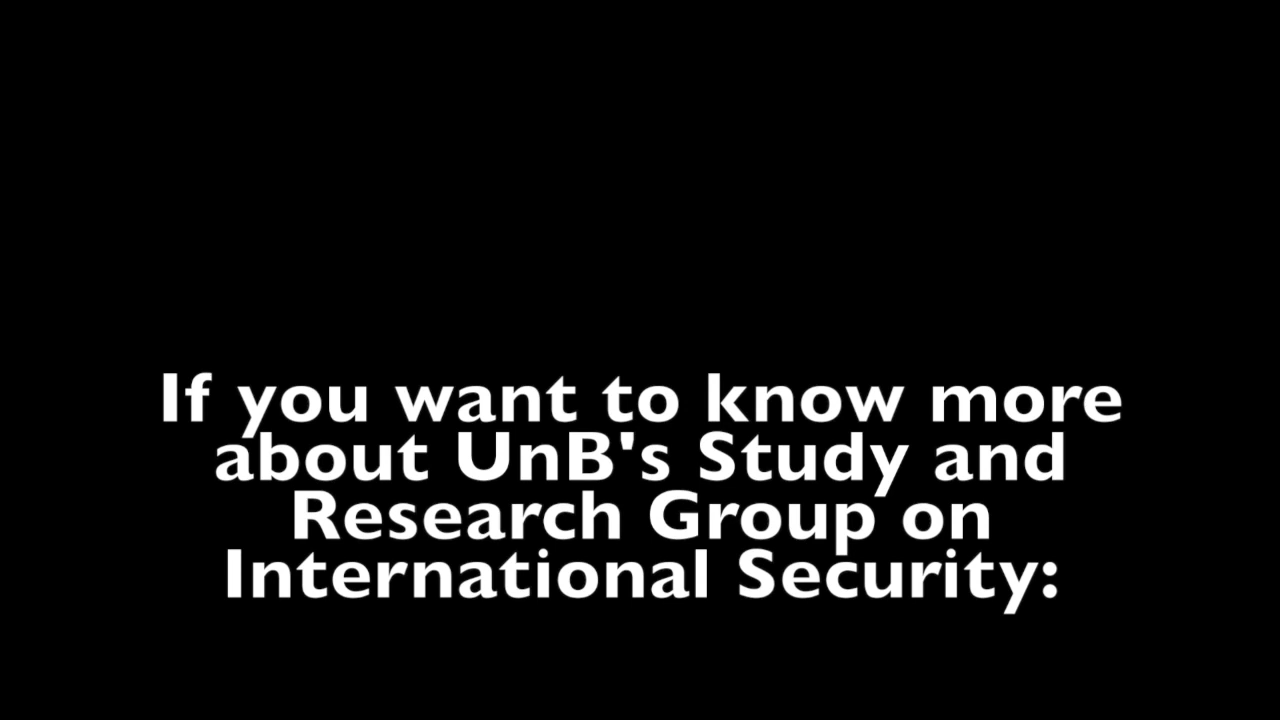 If you want to know more
about UnB's Study and
Research Group on
International Security: